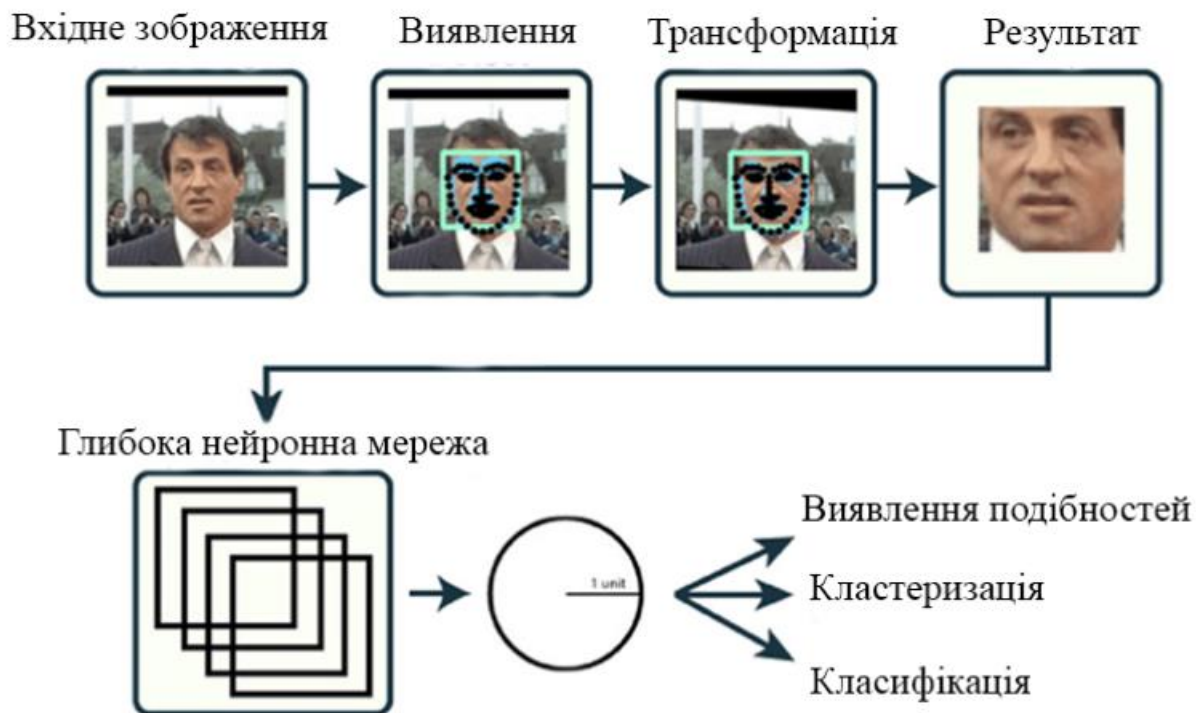 Вхідне зображення
Виявлення
Трансформація
Результат
Глибока нейронна мережа
1 unit
Виявлення подібностей
Кластеризація
Класифікація